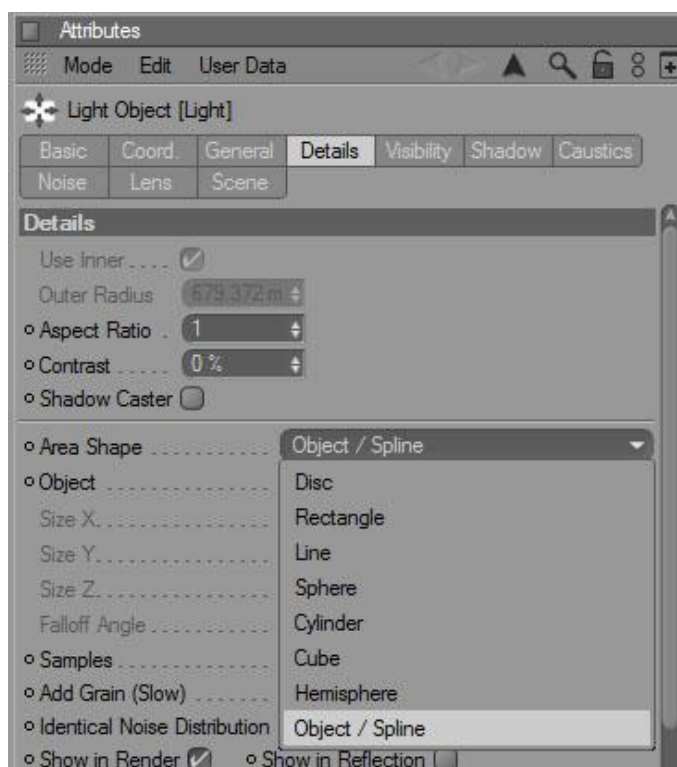 Attributes
Mode Edit User Data
Light Object [Light]
Basic Coord. General Details Visibility Shadow Caustics
Noise Lens Scene
Details
Use Inner . . . .
Outer Radius 679.372 m
Aspect Ratio . 1
Contrast . . . . . 0 %
Shadow Caster
Area Shape . . . . . . . . . . . Object / Spline
Object . . . . . . . . . . . . . . . Disc
Size X. . . . . . . . . . . . . . . . Rectangle
Size Y. . . . . . . . . . . . . . . . Line
Size Z. . . . . . . . . . . . . . . . Sphere
Falloff Angle . . . . . . . . . . . Cylinder
Samples . . . . . . . . . . . . . . Cube
Add Grain (Slow) . . . . . . . Hemisphere
Identical Noise Distribution Object / Spline
Show in Render Show in Reflection